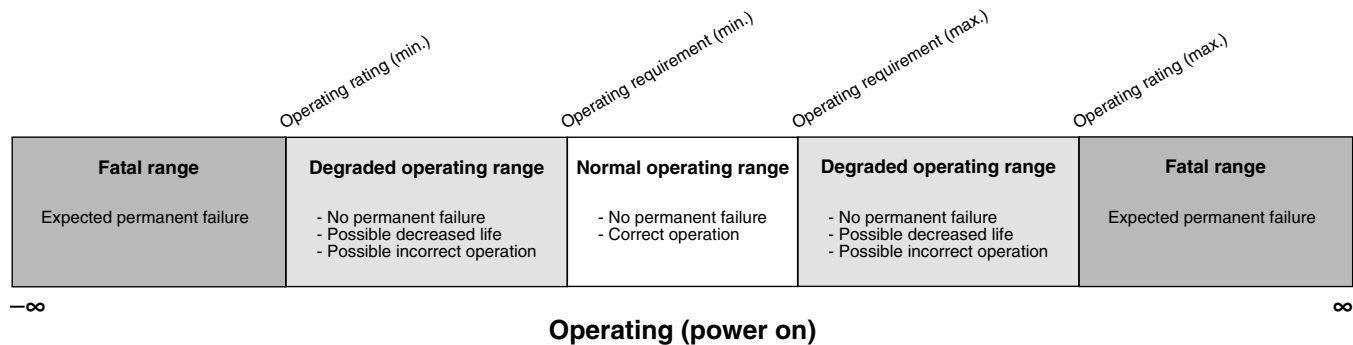 Operating rating (min.)
Operating requirement (min.)
Operating requirement (max.)
Operating rating (max.)
Fatal range
Expected permanent failure
Degraded operating range
- No permanent failure
- Possible decreased life
- Possible incorrect operation
Normal operating range
- No permanent failure
- Correct operation
Degraded operating range
- No permanent failure
- Possible decreased life
- Possible incorrect operation
Fatal range
Expected permanent failure
–∞
∞
Operating (power on)